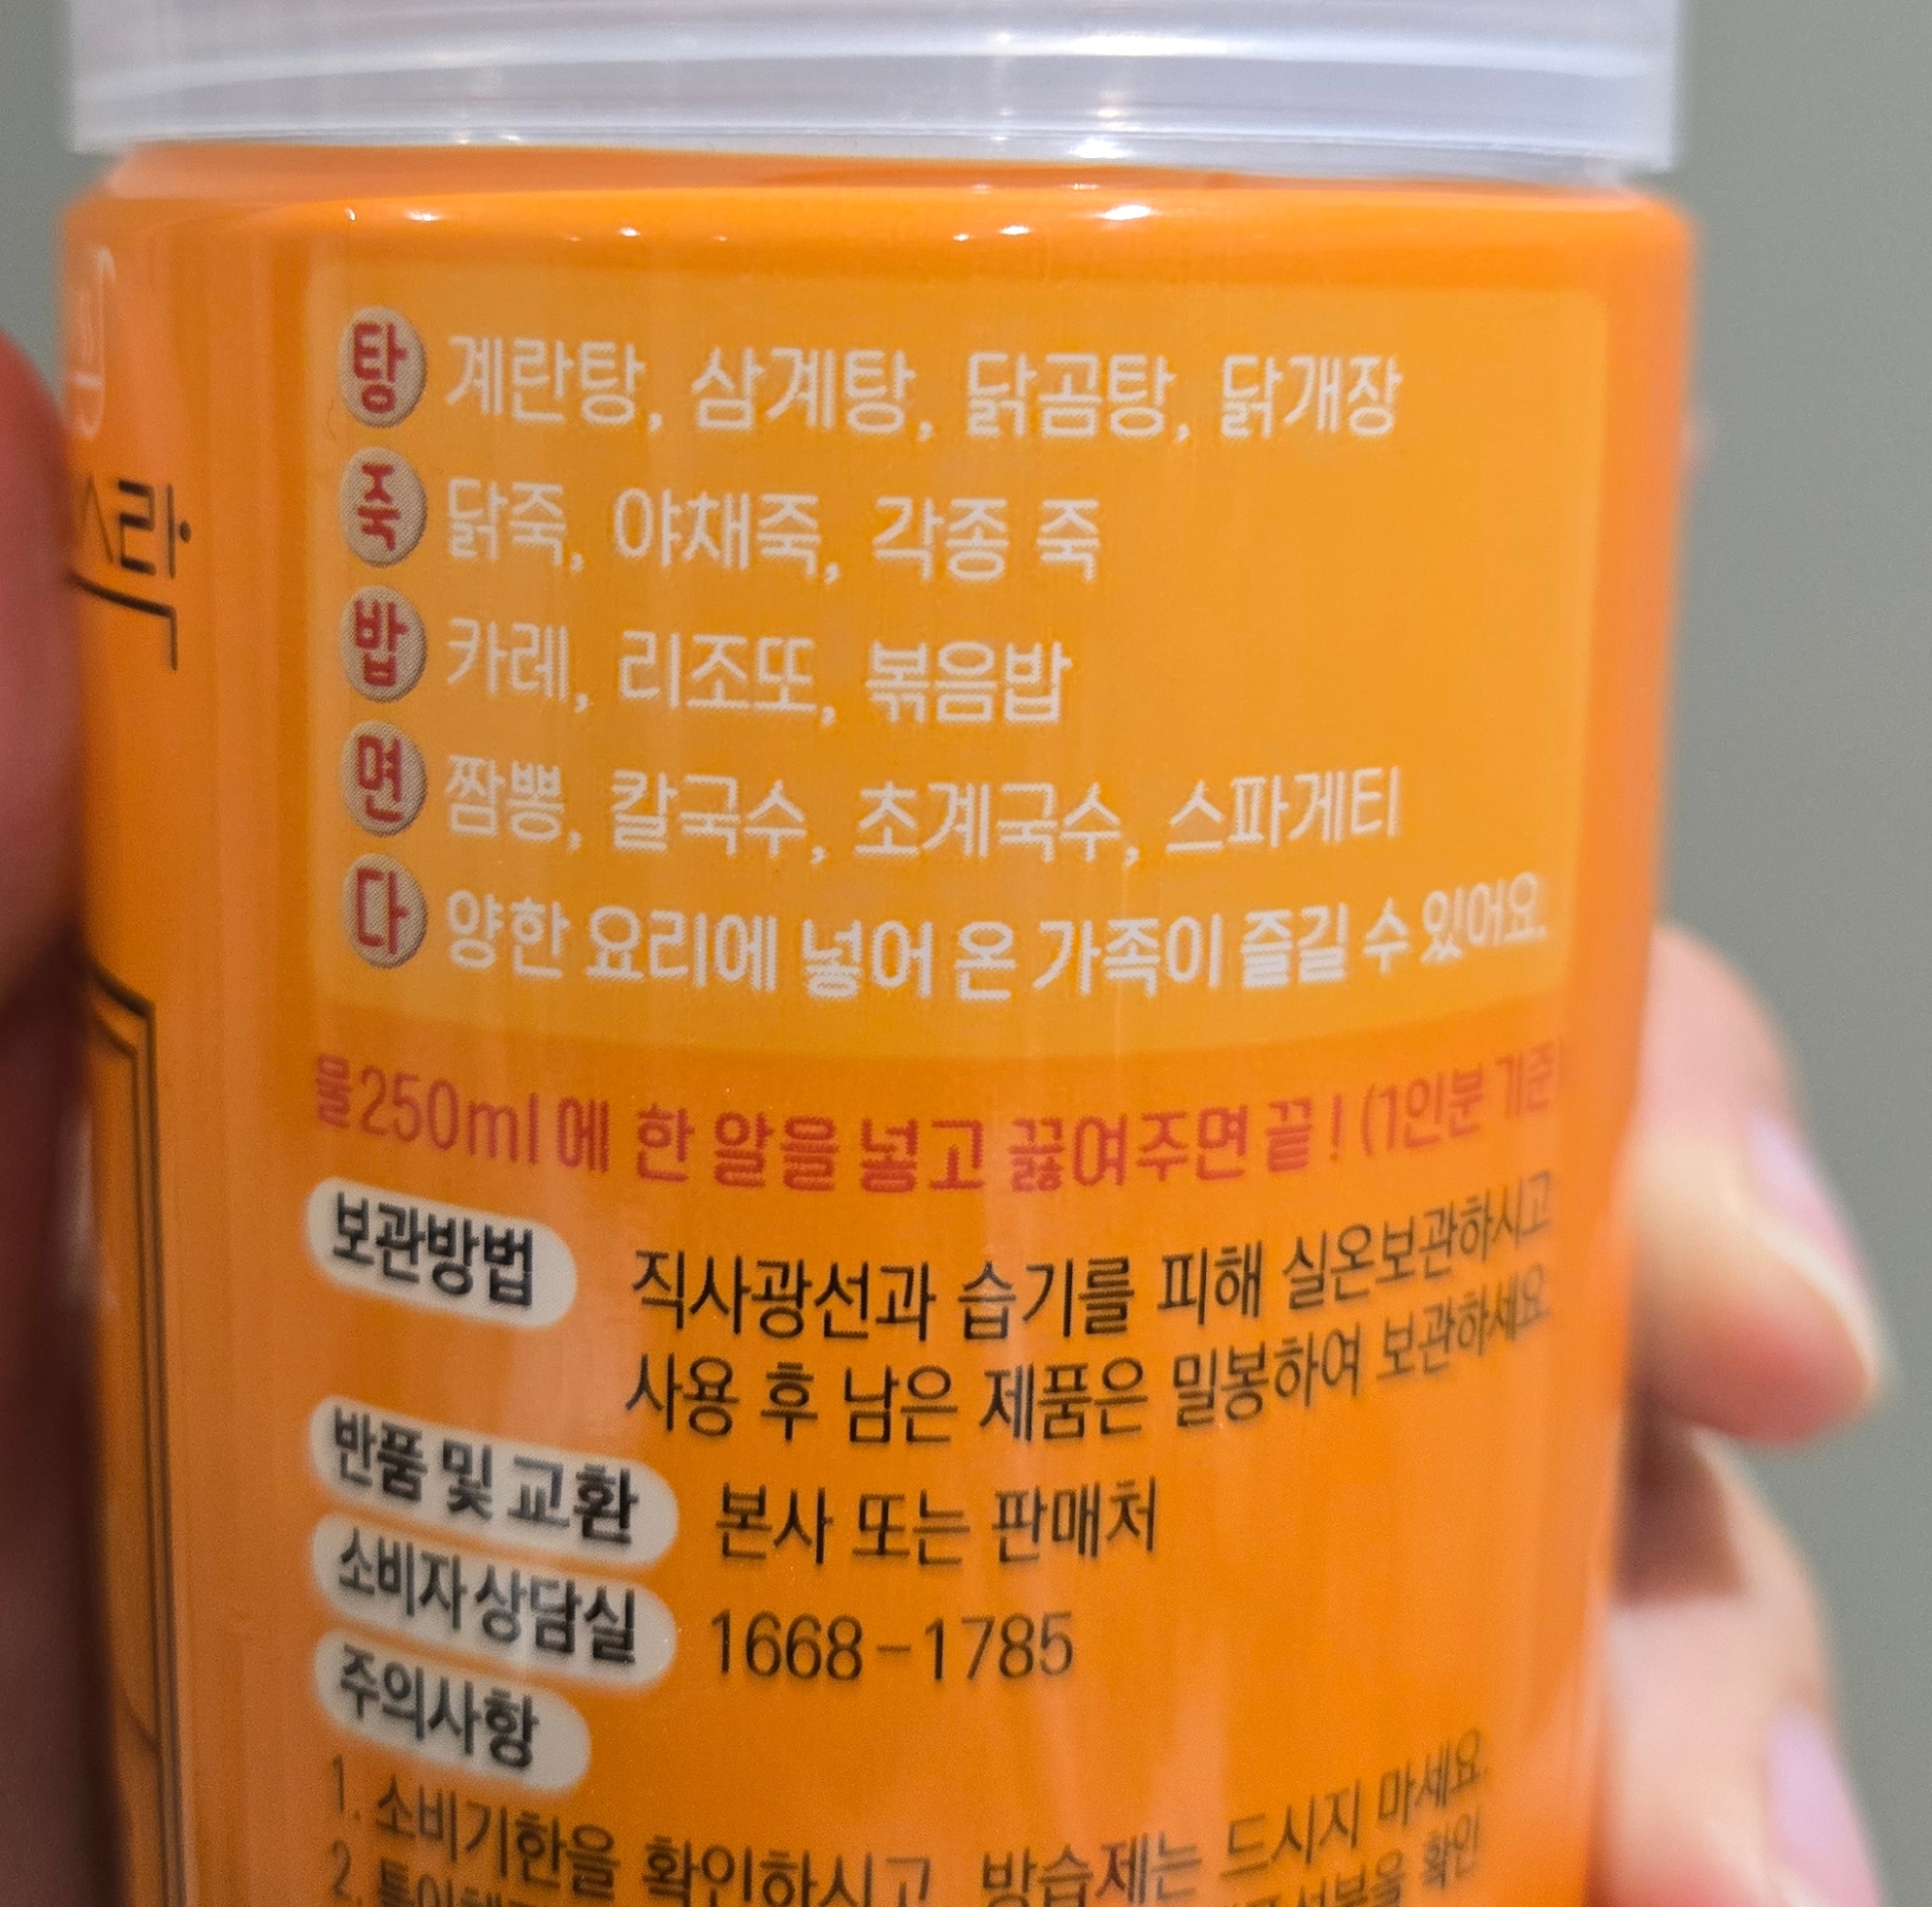 탕 계란탕, 삼계탕, 닭곰탕, 닭개장
죽 닭죽, 야채죽, 각종 죽
밥 카레, 리조또, 볶음밥
면 짬뽕, 칼국수, 초계국수, 스파게티
다 양한 요리에 넣어 온 가족이 즐길 수 있어요.
물250ml에 한 알을 넣고 끓여주면 끝! (1인분 기준)
보관방법 직사광선과 습기를 피해 실온보관하시고
사용 후 남은 제품은 밀봉하여 보관하세요
반품 및 교환 본사 또는 판매처
소비자상담실 1668-1785
주의사항
1. 소비기한을 확인하시고, 방습제는 드시지 마세요.
2. 확인